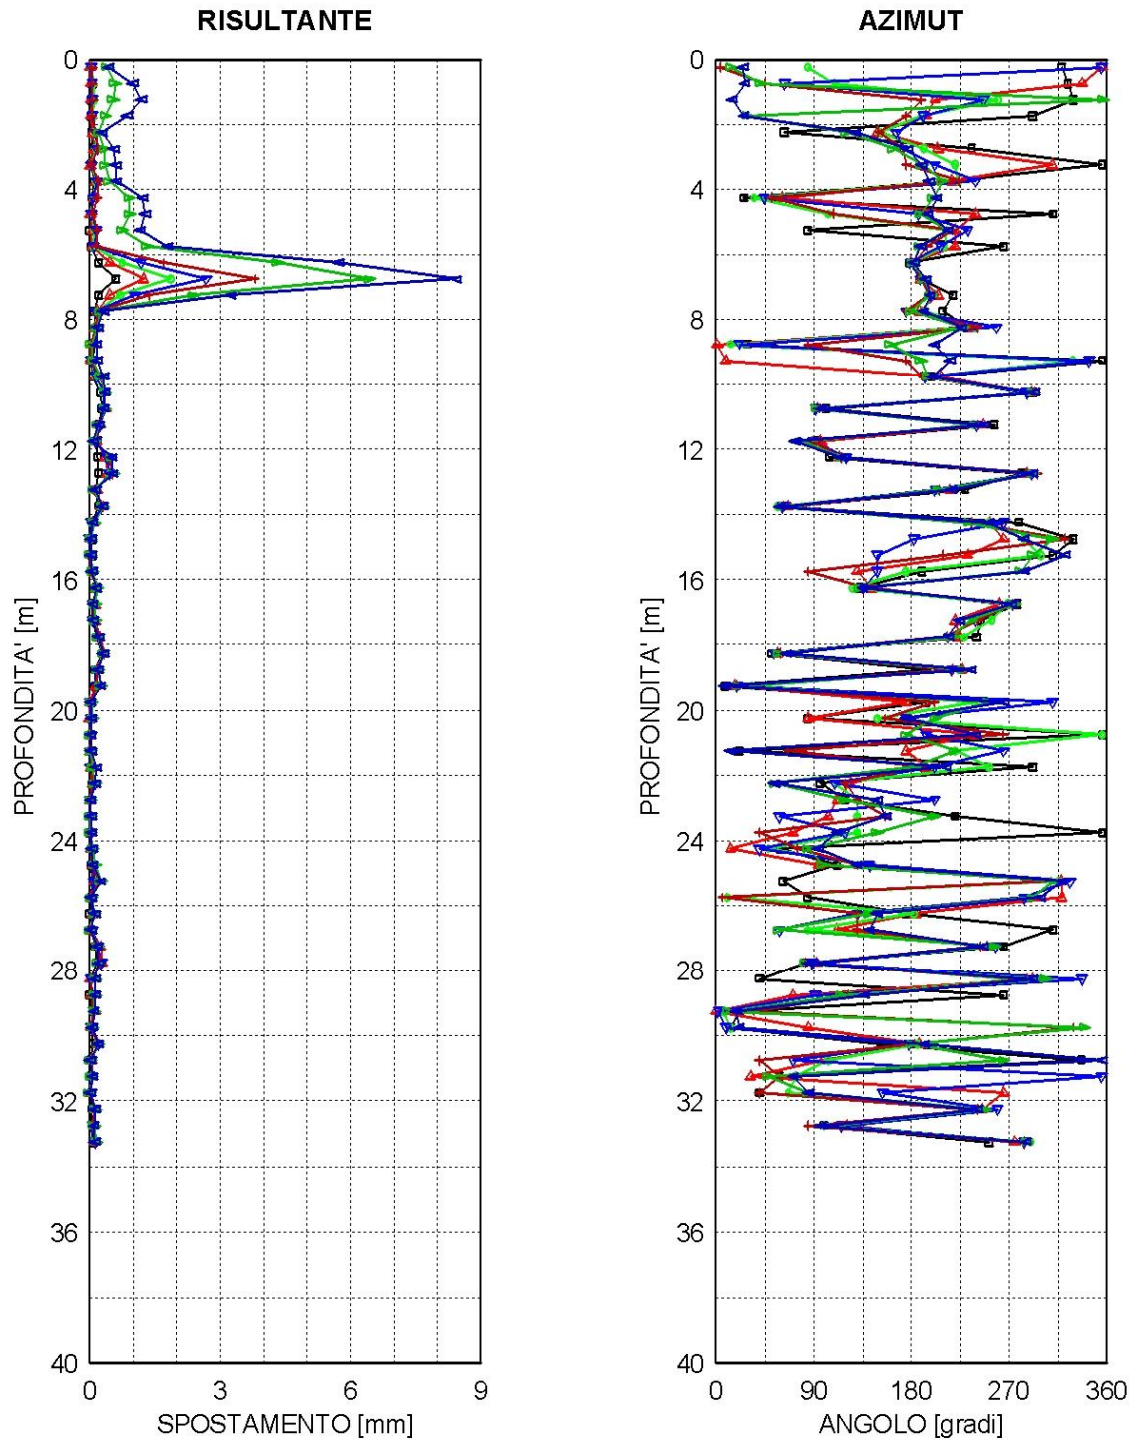 RISULTANTE
0
4
8
12
16
20
24
28
32
36
40
PROFONDITA' [m]
0 3 6 9
SPOSTAMENTO [mm]
AZIMUT
0
4
8
12
16
20
24
28
32
36
40
PROFONDITA' [m]
0 90 180 270 360
ANGOLO [gradi]